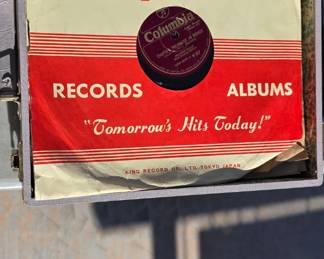 Columbia
RECORDS ALBUMS
"Tomorrow's Hits Today!"
KING RECORD CO., LTD. TOKYO JAPAN